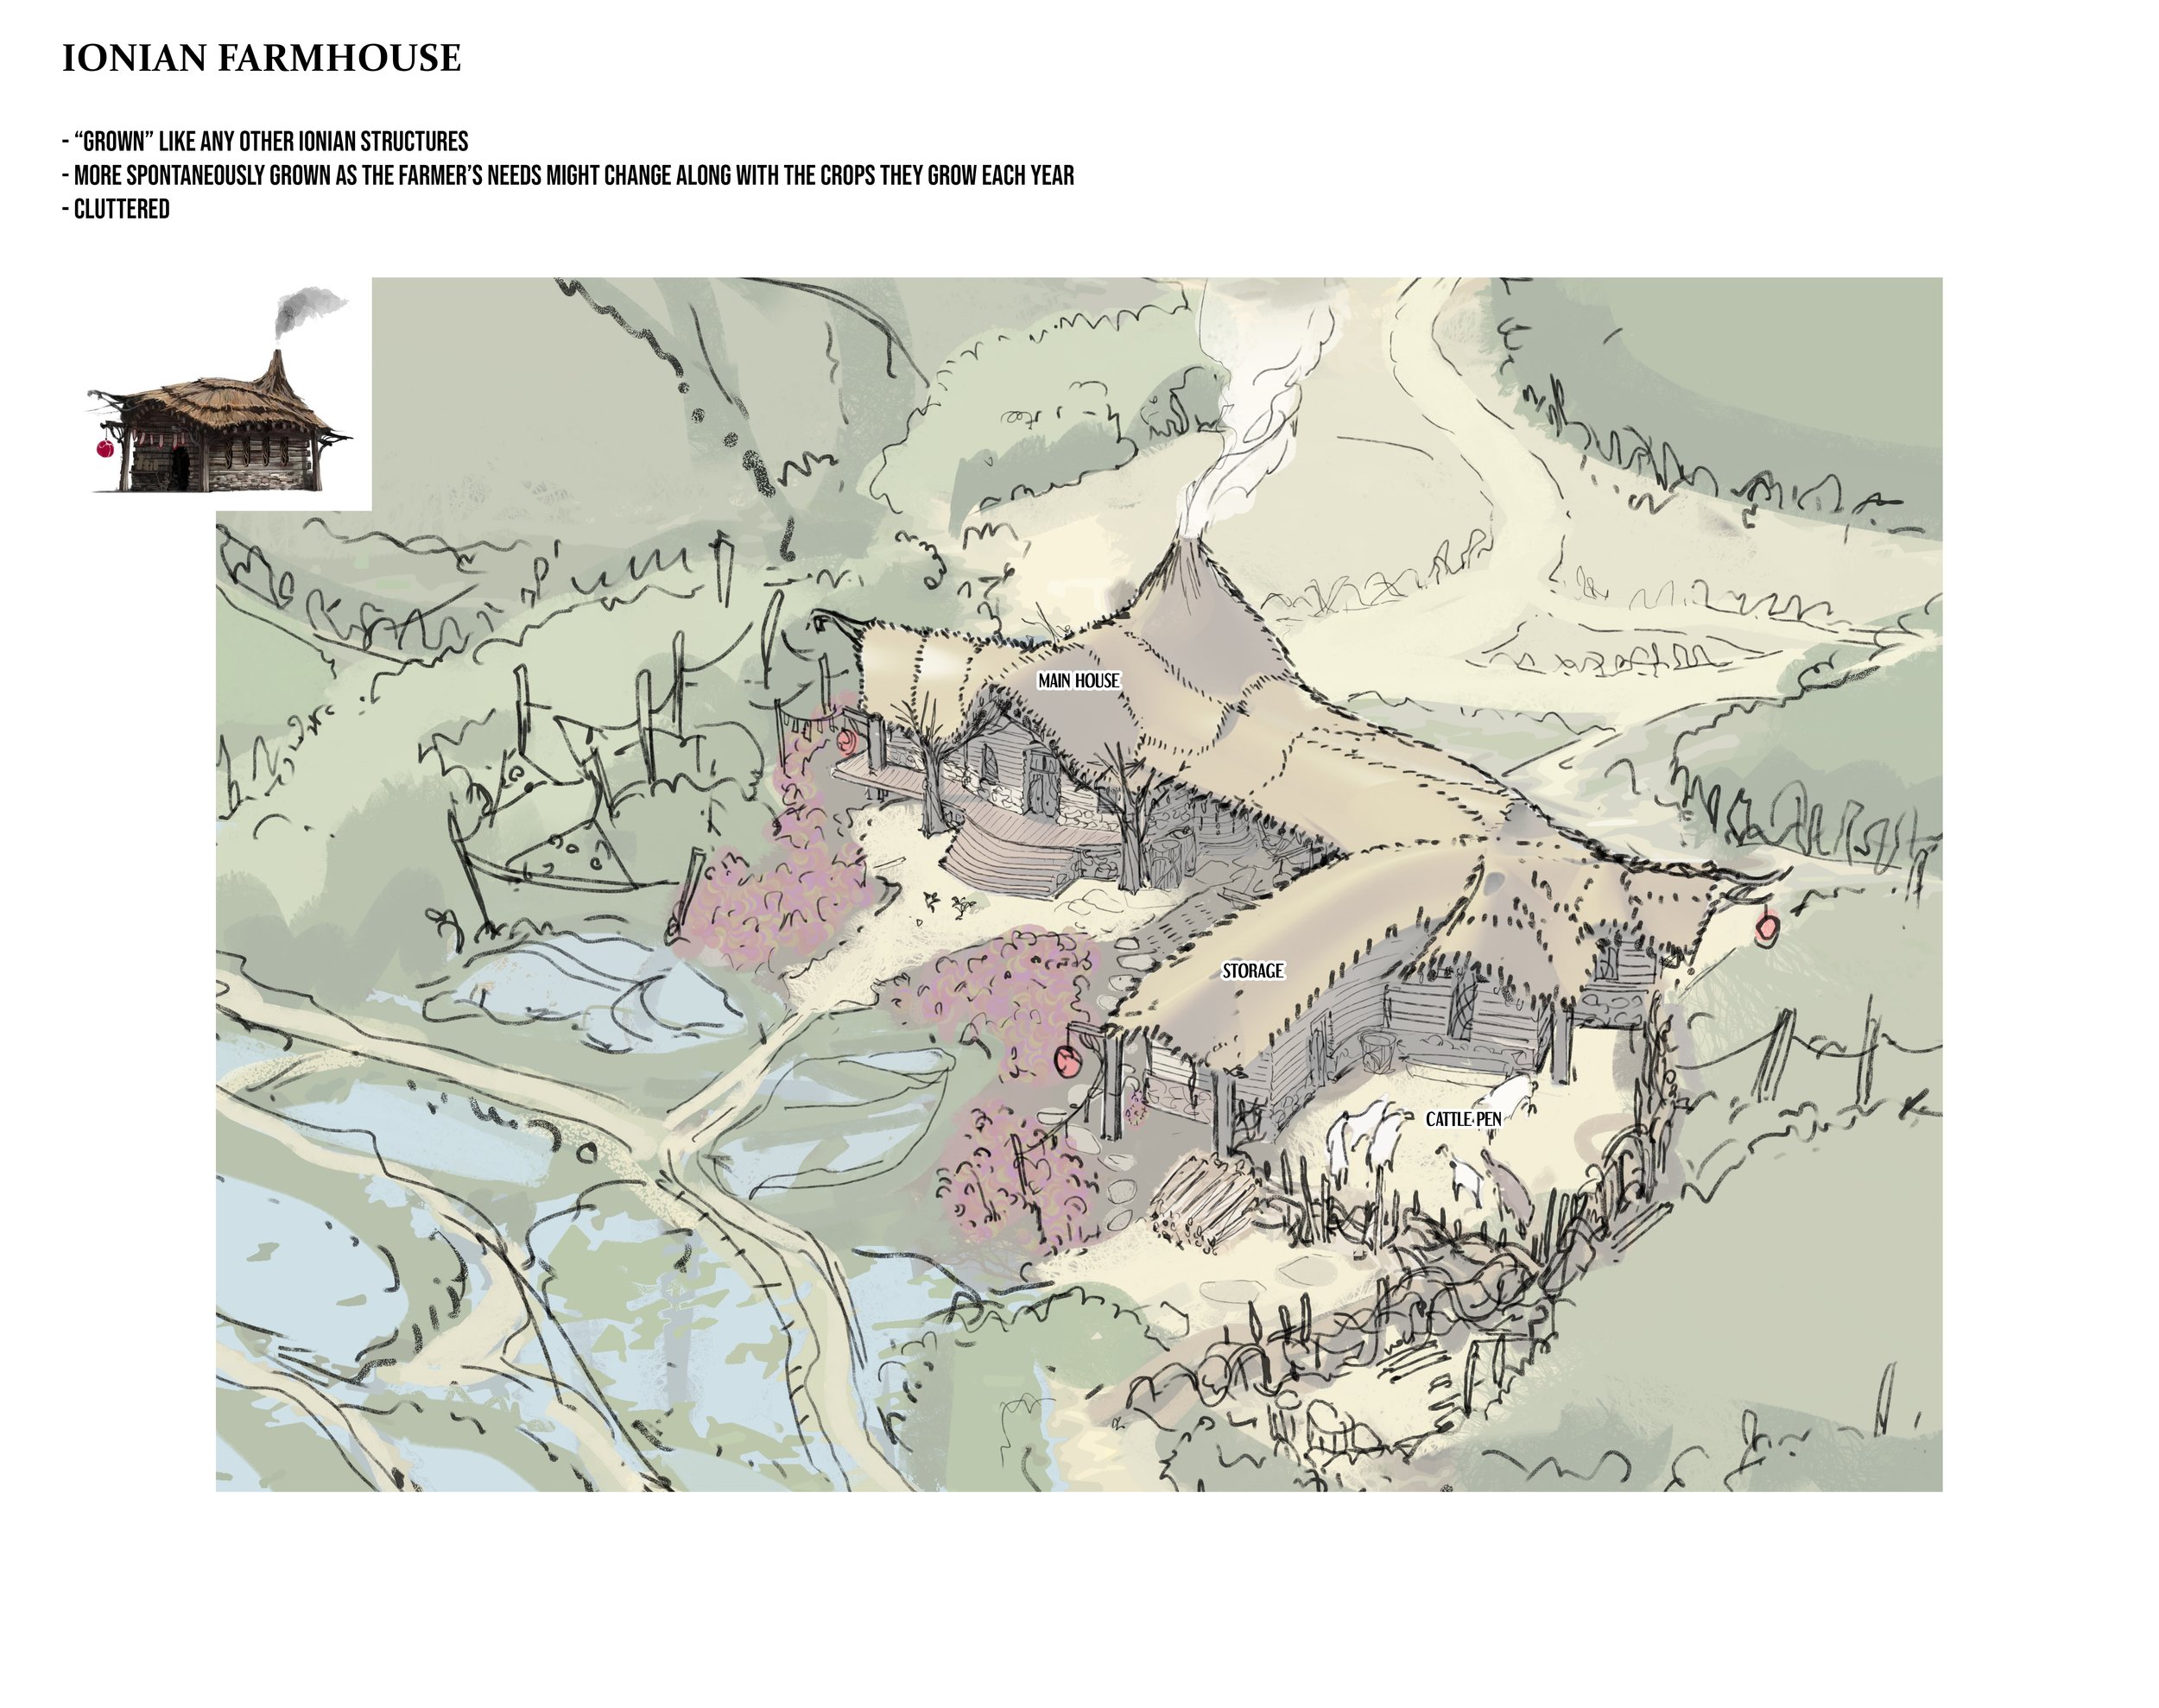 IONIAN FARMHOUSE
- “GROWN” LIKE ANY OTHER IONIAN STRUCTURES
- MORE SPONTANEOUSLY GROWN AS THE FARMER’S NEEDS MIGHT CHANGE ALONG WITH THE CROPS THEY GROW EACH YEAR
- CLUTTERED
MAIN HOUSE
STORAGE
CATTLE PEN